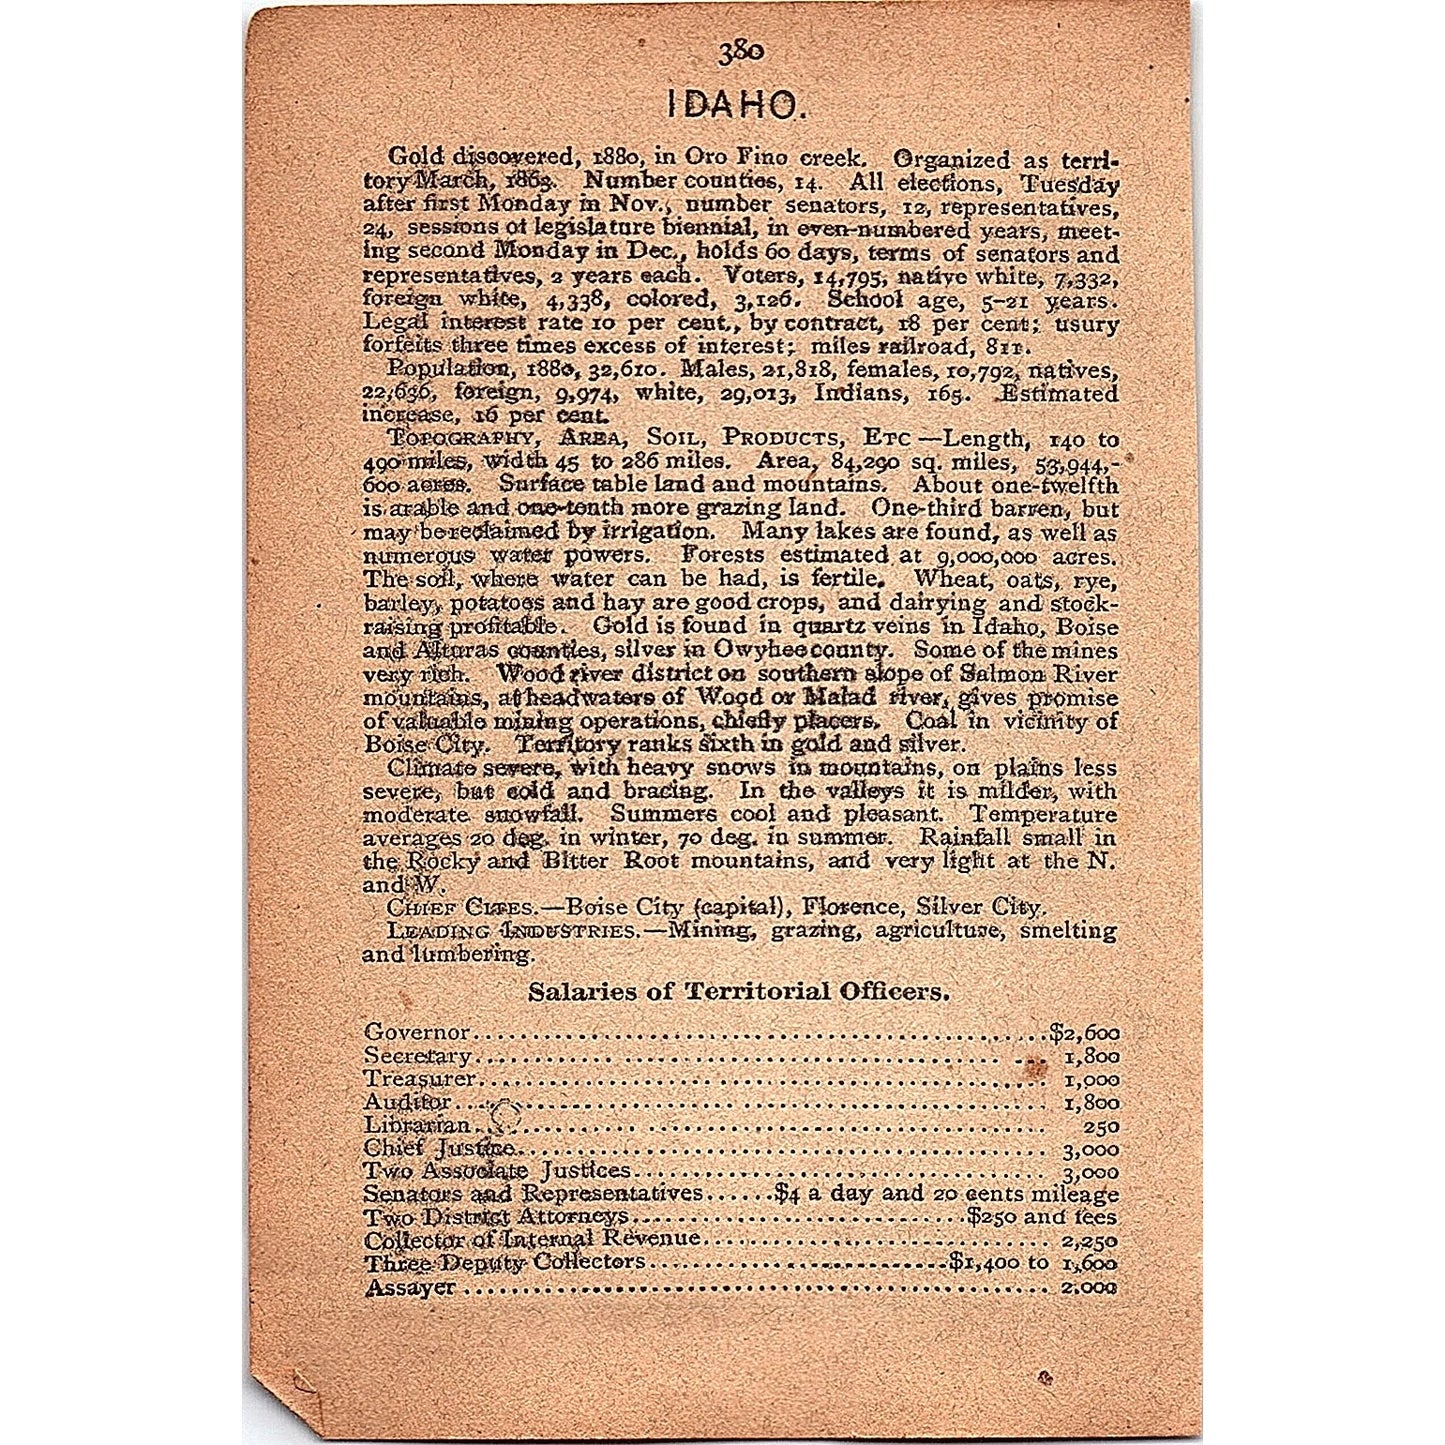 380
IDAHO.
Gold discovered, 1880, in Oro Fino creek. Organized as terri-
tory March, 1863. Number counties, 14. All elections, Tuesday
after first Monday in Nov., number senators, 12, representatives,
24, sessions of legislature biennial, in even-numbered years, meet-
ing second Monday in Dec., holds 60 days, terms of senators and
representatives, 2 years each. Voters, 14,795, native white, 7,332,
foreign white, 4,338, colored, 3,126. School age, 5–21 years.
Legal interest rate 10 per cent., by contract, 18 per cent; usury
forfeits three times excess of interest; miles railroad, 811.
Population, 1880, 32,610. Males, 21,818, females, 10,792, natives,
22,636, foreign, 9,974, white, 29,013, Indians, 165. Estimated
increase, 16 per cent.
TOPOGRAPHY, AREA, SOIL, PRODUCTS, ETC —Length, 140 to
490 miles, width 45 to 286 miles. Area, 84,290 sq. miles, 53,944,-
600 acres. Surface table land and mountains. About one-twelfth
is arable and one-tenth more grazing land. One-third barren, but
may be reclaimed by irrigation. Many lakes are found, as well as
numerous water powers. Forests estimated at 9,000,000 acres.
The soil, where water can be had, is fertile. Wheat, oats, rye,
barley, potatoes and hay are good crops, and dairying and stock-
raising profitable. Gold is found in quartz veins in Idaho, Boise
and Alturas counties, silver in Owyhee county. Some of the mines
very rich. Wood river district on southern slope of Salmon River
mountains, at headwaters of Wood or Malad river, gives promise
of valuable mining operations, chiefly placers. Coal in vicinity of
Boise City. Territory ranks sixth in gold and silver.
Climate severe, with heavy snows in mountains, on plains less
severe, but cold and bracing. In the valleys it is milder, with
moderate snowfall. Summers cool and pleasant. Temperature
averages 20 deg. in winter, 70 deg. in summer. Rainfall small in
the Rocky and Bitter Root mountains, and very light at the N.
and W.
CHIEF CITIES.—Boise City (capital), Florence, Silver City.
LEADING INDUSTRIES.—Mining, grazing, agriculture, smelting
and lumbering.
Salaries of Territorial Officers.
Governor.......................................................$2,600
Secretary....................................................... 1,800
Treasurer....................................................... 1,000
Auditor....................................................... 1,800
Librarian....................................................... 250
Chief Justice....................................................... 3,000
Two Associate Justices............................................ 3,000
Senators and Representatives......$4 a day and 20 cents mileage
Two District Attorneys................................$250 and fees
Collector of Internal Revenue.................................. 2,250
Three Deputy Collectors..............................$1,400 to 1,600
Assayer....................................................... 2,000